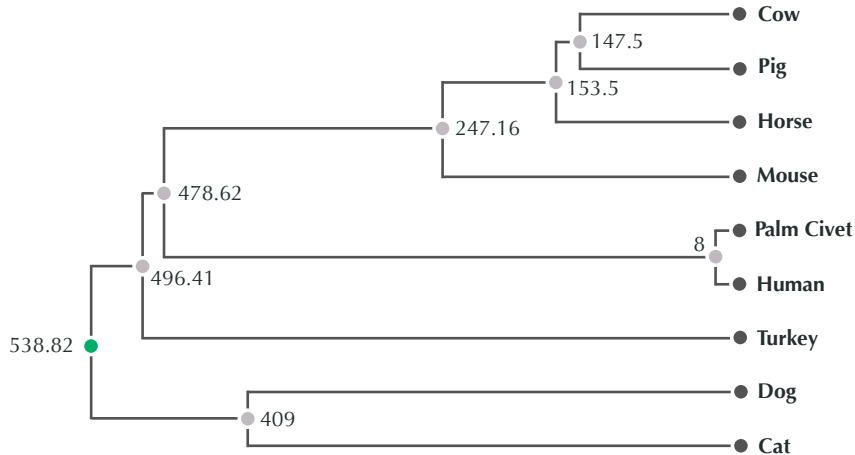 Cow
147.5
Pig
153.5
Horse
247.16
Mouse
478.62
Palm Civet
8
Human
496.41
Turkey
538.82
Dog
409
Cat